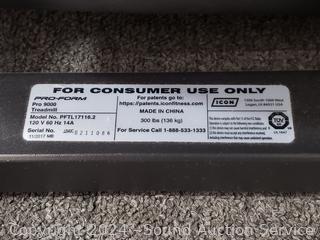 FOR CONSUMER USE ONLY
PRO-FORM
Pro 9000
Treadmill
Model No. PFTL17116.2
120 V 60 Hz 14A
Serial No.
11/2017 MB
For patents go to:
https://patents.iconfitness.com
MADE IN CHINA
300 lbs (136 kg)
For Service Call 1-888-533-1333
ICON
1500 South 1000 West
Logan, Ut 84321 USA
TÜV
© 2024 - Sound Auction Service